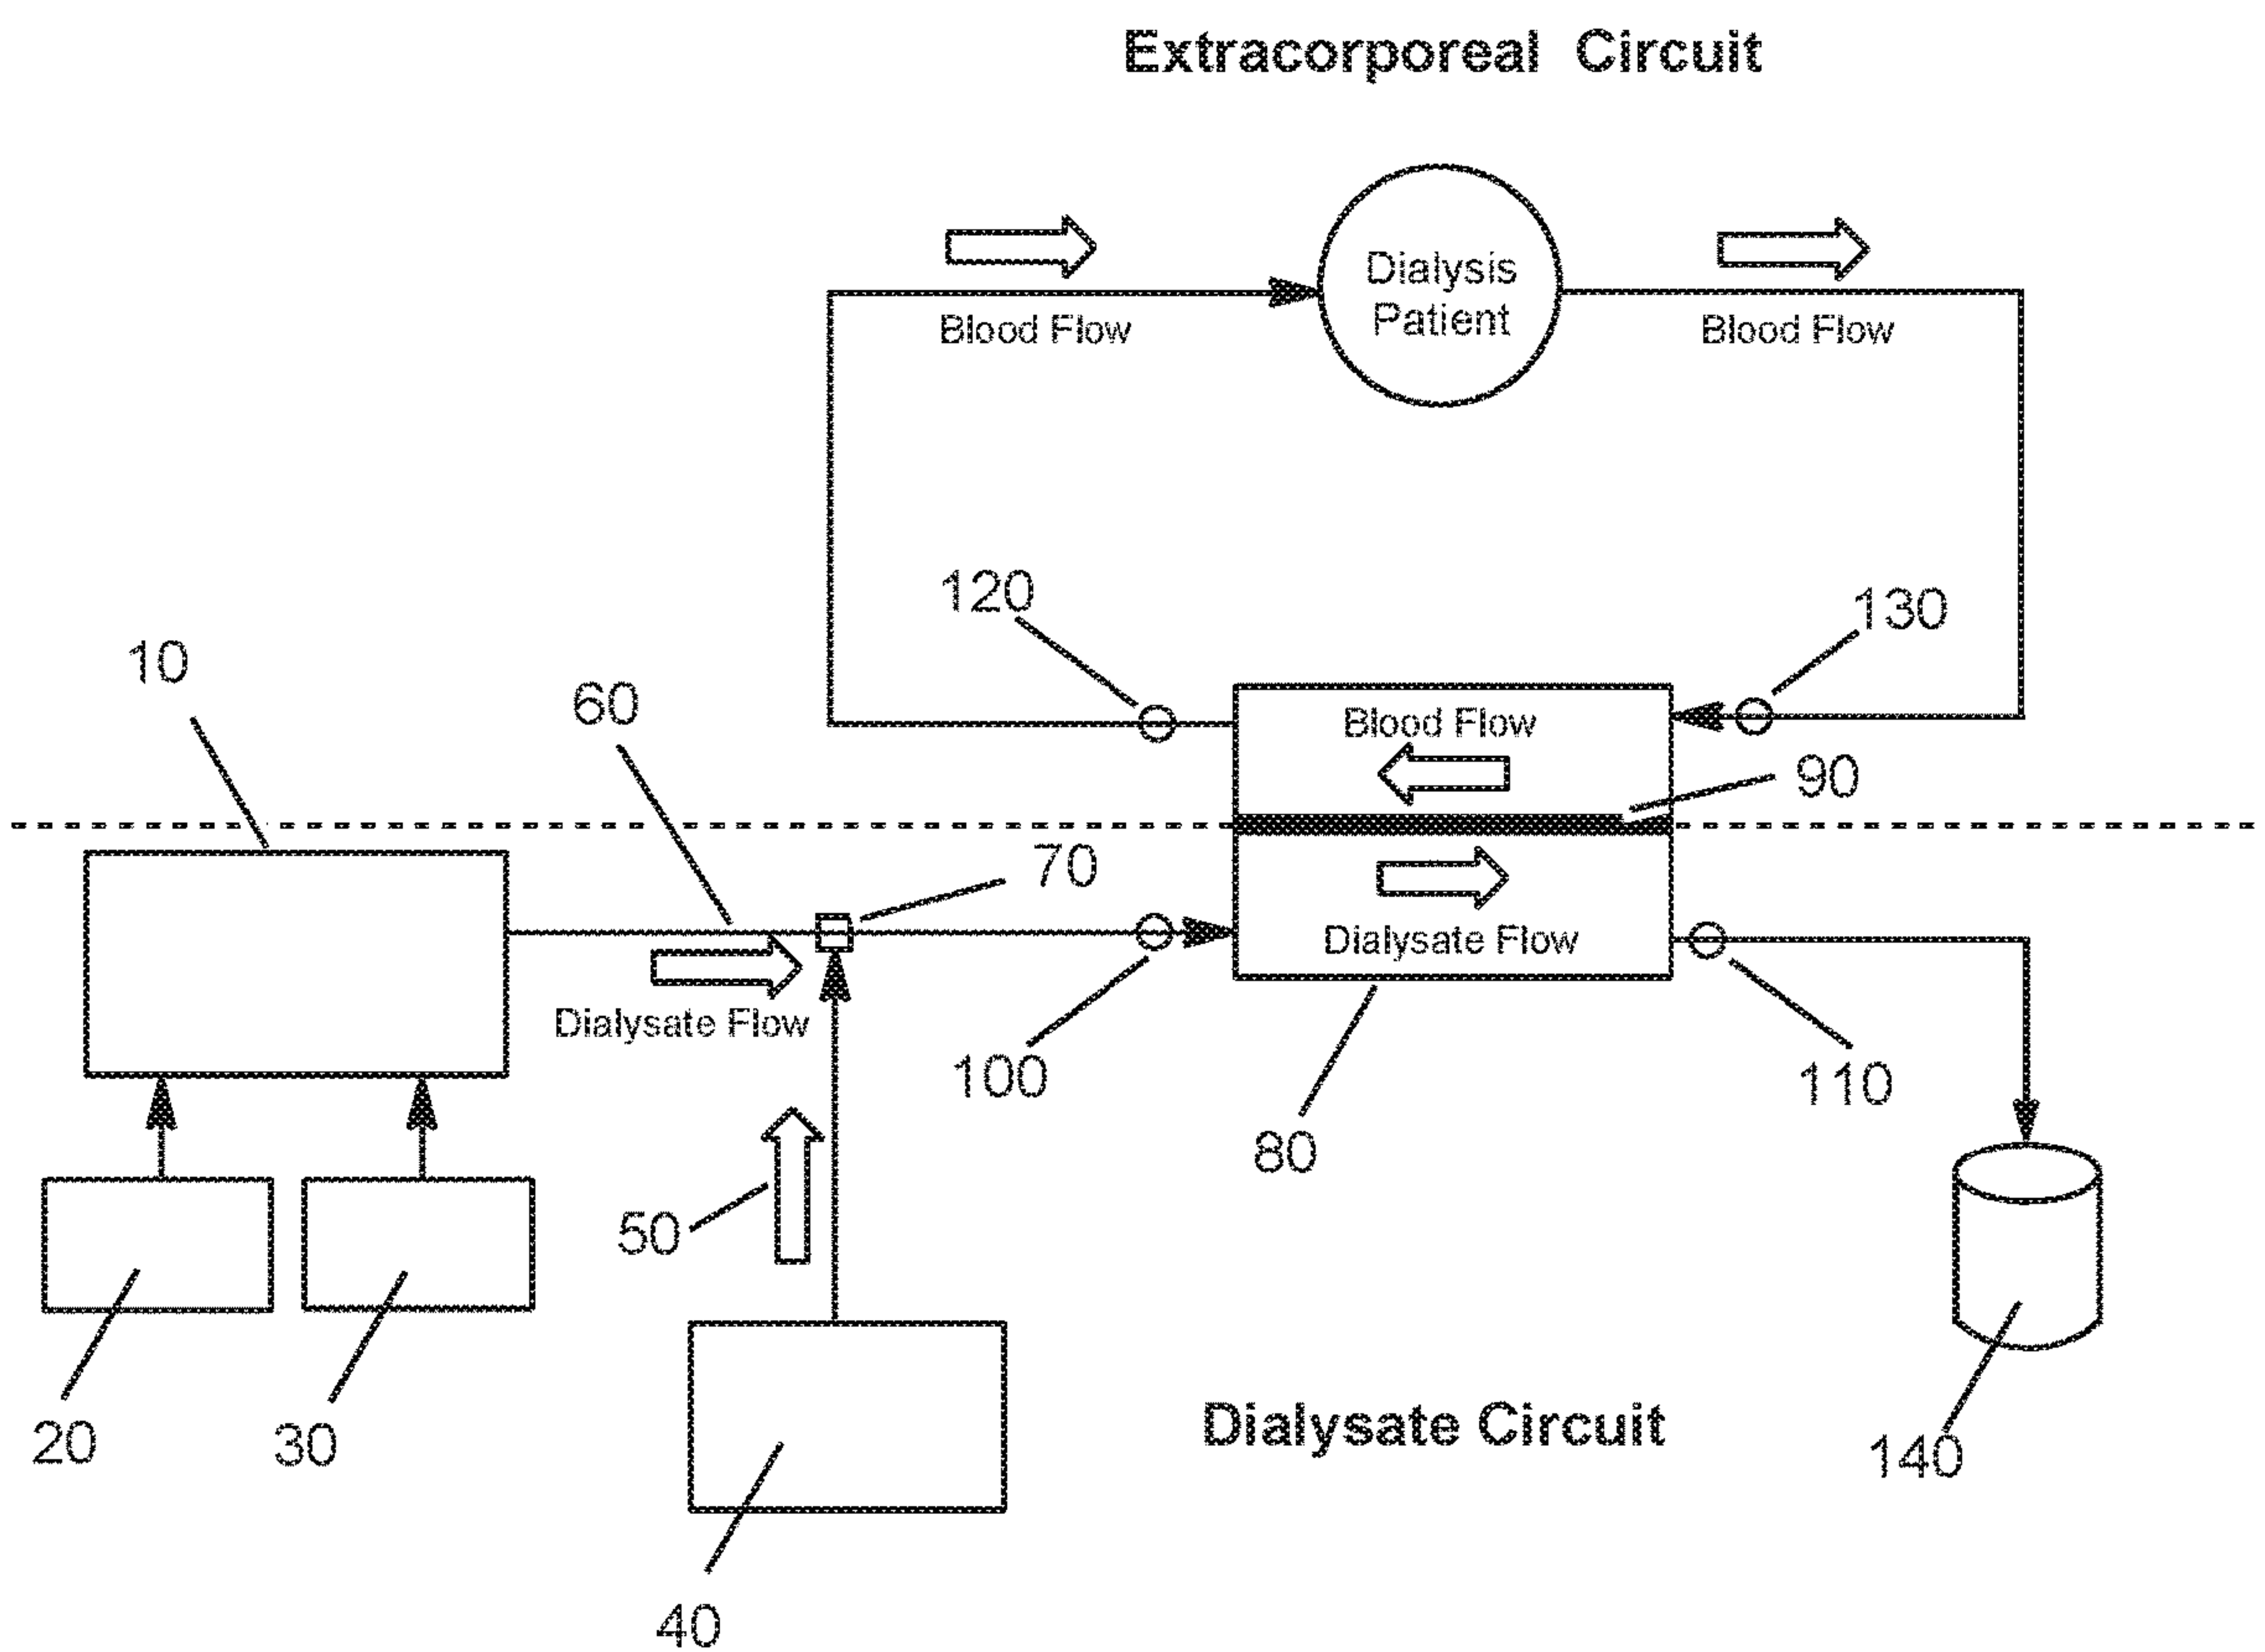 Extracorporeal Circuit
Dialysis
Patient
Blood Flow
Blood Flow
120
130
10
60
Blood Flow
90
70
Dialysate Flow
Dialysate Flow
100
110
80
50
20
30
Dialysate Circuit
140
40